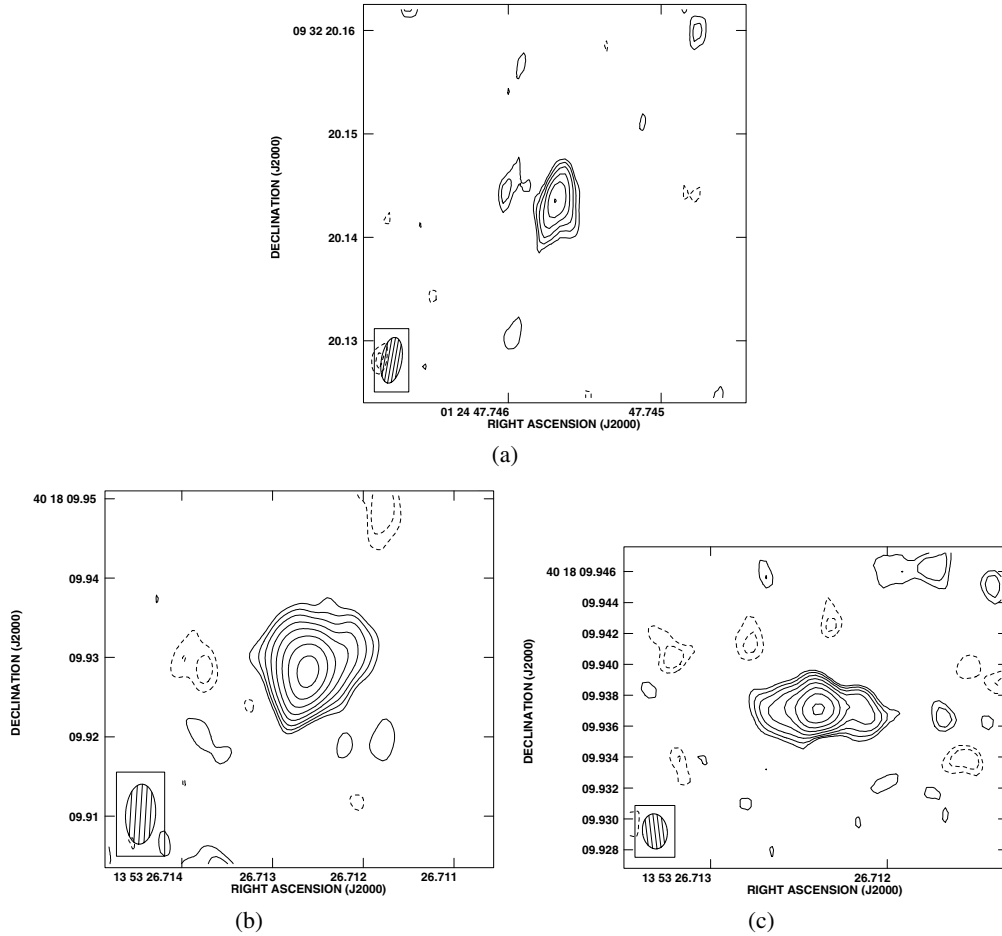 09 32 20.16
20.15
20.14
20.13
DECLINATION (J2000)
01 24 47.746 47.745
RIGHT ASCENSION (J2000)
(a)
40 18 09.95
09.94
09.93
09.92
09.91
DECLINATION (J2000)
13 53 26.714 26.713 26.712 26.711
RIGHT ASCENSION (J2000)
(b)
40 18 09.946
09.944
09.942
09.940
09.938
09.936
09.934
09.932
09.930
09.928
DECLINATION (J2000)
13 53 26.713 26.712
RIGHT ASCENSION (J2000)
(c)